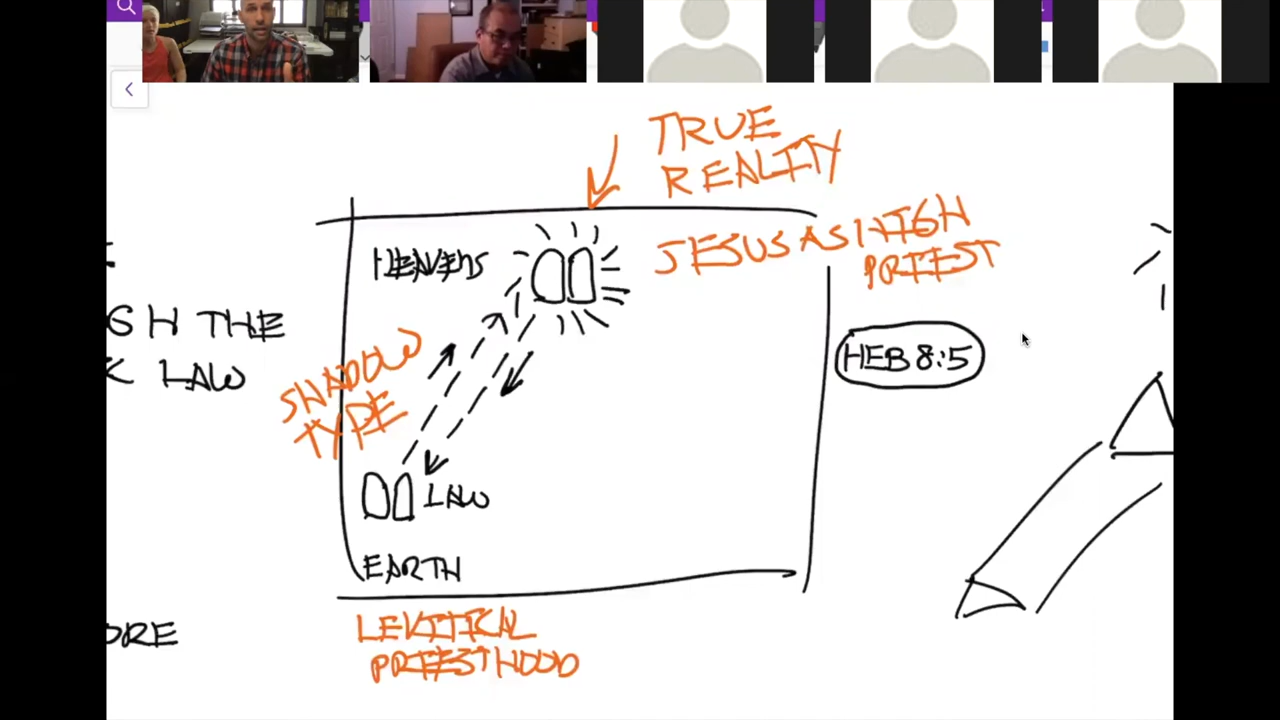 TRUE
REALITY
JESUS AS HIGH
PRIEST
HEAVENS
GH THE
LAW
HEB 8:5
SHADOW
TYPE
LAW
EARTH
LEVITICAL
PRIESTHOOD
ORE